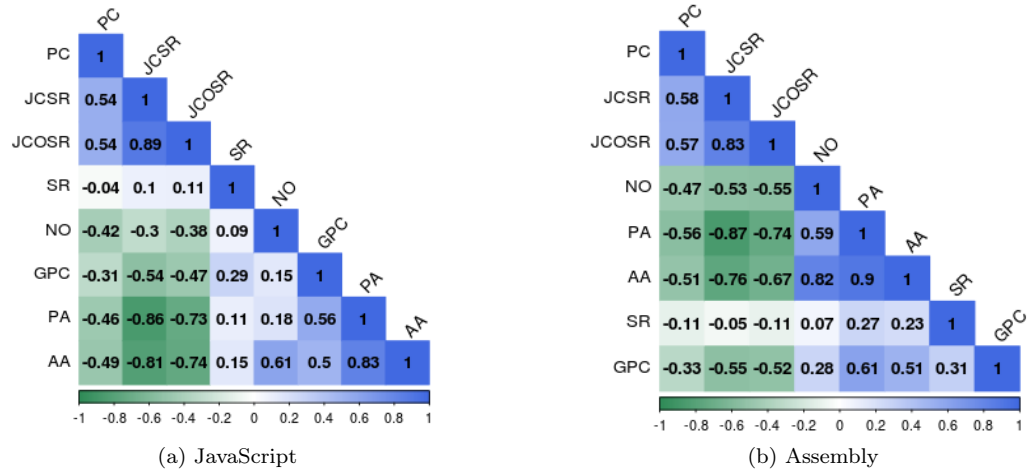 PC
PC 1 JCSR
JCSR 0.54 1 JCOSR
JCOSR 0.54 0.89 1 SR
SR -0.04 0.1 0.11 1 NO
NO -0.42 -0.3 -0.38 0.09 1 GPC
GPC -0.31 -0.54 -0.47 0.29 0.15 1 PA
PA -0.46 -0.86 -0.73 0.11 0.18 0.56 1 AA
AA -0.49 -0.81 -0.74 0.15 0.61 0.5 0.83 1
-1 -0.8 -0.6 -0.4 -0.2 0 0.2 0.4 0.6 0.8 1
(a) JavaScript
PC
PC 1 JCSR
JCSR 0.58 1 JCOSR
JCOSR 0.57 0.83 1 NO
NO -0.47 -0.53 -0.55 1 PA
PA -0.56 -0.87 -0.74 0.59 1 AA
AA -0.51 -0.76 -0.67 0.82 0.9 1 SR
SR -0.11 -0.05 -0.11 0.07 0.27 0.23 1 GPC
GPC -0.33 -0.55 -0.52 0.28 0.61 0.51 0.31 1
-1 -0.8 -0.6 -0.4 -0.2 0 0.2 0.4 0.6 0.8 1
(b) Assembly